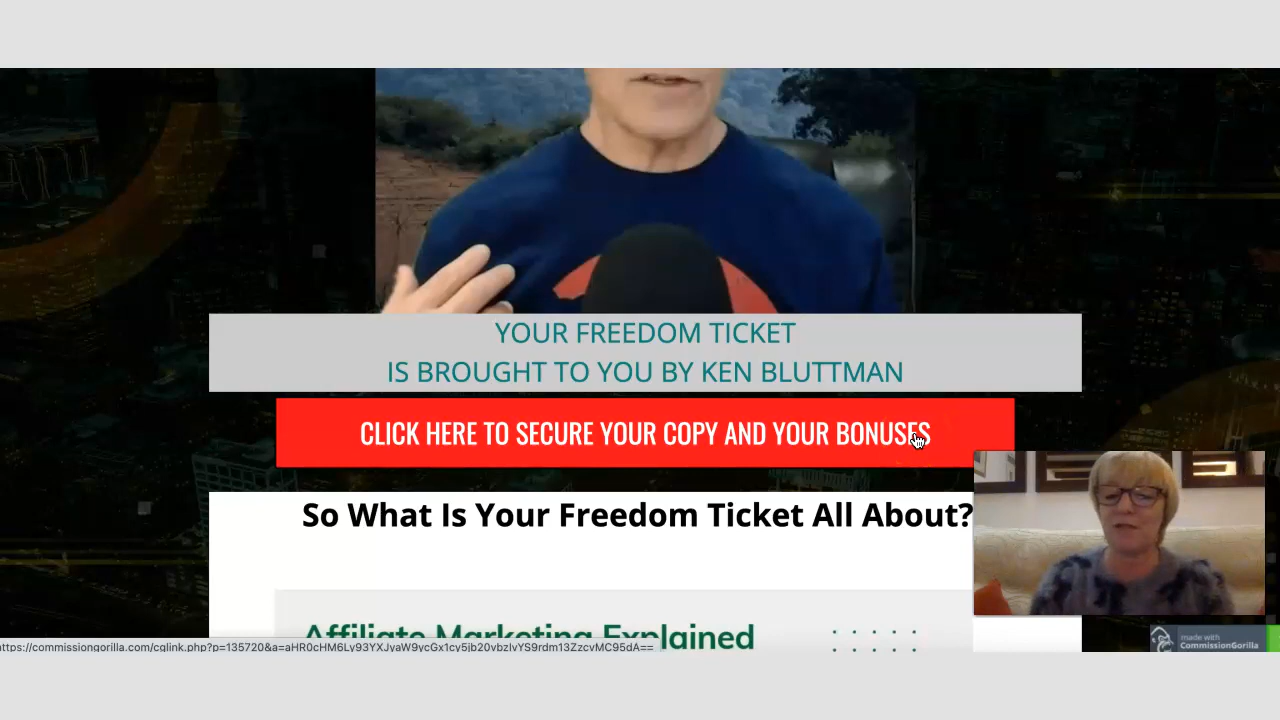 YOUR FREEDOM TICKET
IS BROUGHT TO YOU BY KEN BLUTTMAN
CLICK HERE TO SECURE YOUR COPY AND YOUR BONUSES
So What Is Your Freedom Ticket All About?
Affiliate Marketing Explained
made with
CommissionGorilla